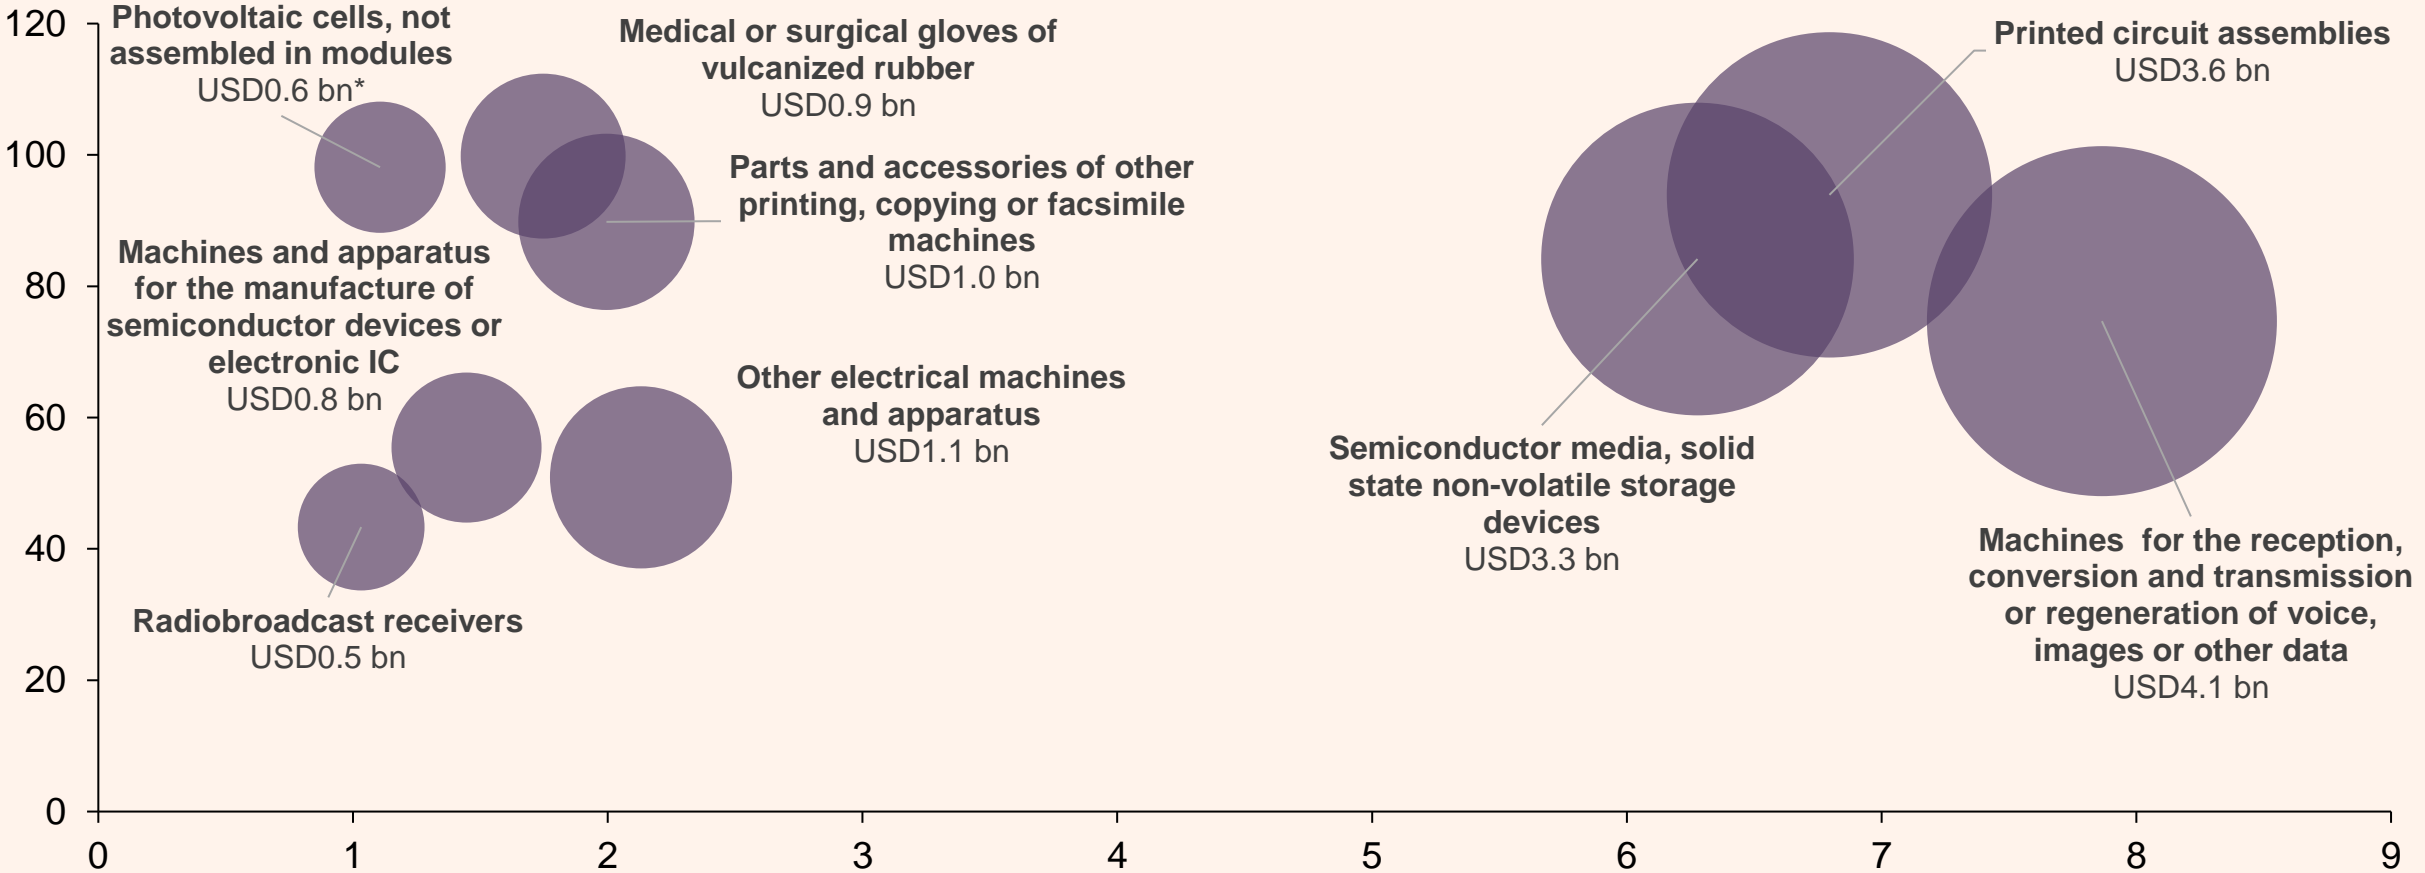 120
100
80
60
40
20
0
Photovoltaic cells, not
assembled in modules
USD0.6 bn*
Medical or surgical gloves of
vulcanized rubber
USD0.9 bn
Parts and accessories of other
printing, copying or facsimile
machines
USD1.0 bn
Machines and apparatus
for the manufacture of
semiconductor devices or
electronic IC
USD0.8 bn
Other electrical machines
and apparatus
USD1.1 bn
Radiobroadcast receivers
USD0.5 bn
Printed circuit assemblies
USD3.6 bn
Semiconductor media, solid
state non-volatile storage
devices
USD3.3 bn
Machines  for the reception,
conversion and transmission
or regeneration of voice,
images or other data
USD4.1 bn
0 1 2 3 4 5 6 7 8 9